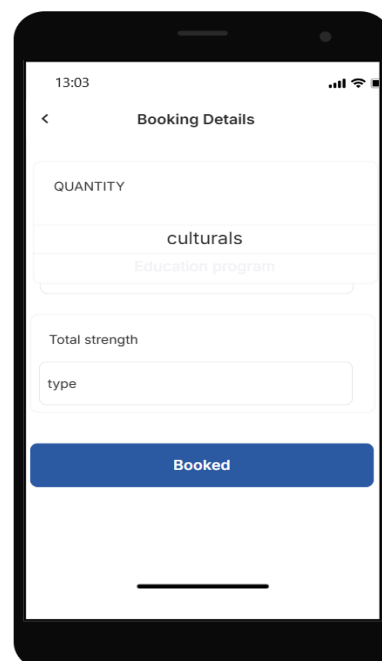 13:03
Booking Details
QUANTITY
culturals
Education program
Total strength
type
Booked